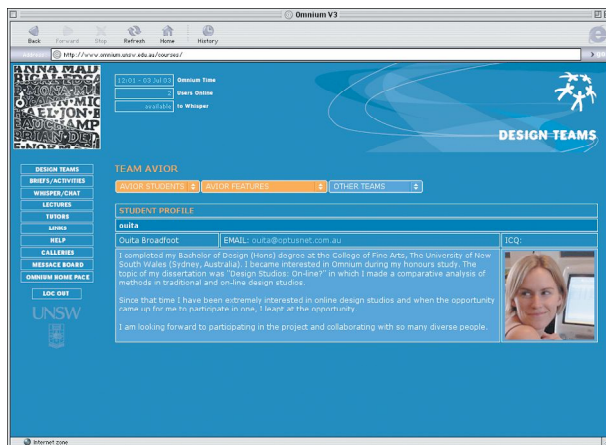 Omnium V3
Back Forward Stop Refresh Home History
http://www.omnium.unsw.edu.au/courses/
12:01 - 03 Jul 03 Omnium Time
2 Users Online
available to Whisper
DESIGN TEAMS
DESIGN TEAMS
BRIEFS/ACTIVITIES
WHISPER/CHAT
LECTURES
TUTORS
LINKS
HELP
GALLERIES
MESSAGE BOARD
OMNIUM HOME PAGE
LOG OUT
UNSW
TEAM AVIOR
AVIOR STUDENTS AVIOR FEATURES OTHER TEAMS
STUDENT PROFILE
ouita
Ouita Broadfoot EMAIL: ouita@optusnet.com.au ICQ:
I completed my Bachelor of Design (Hons) degree at the College of Fine Arts, The University of New
South Wales (Sydney, Australia). I became interested in Omnium during my honours study. The
topic of my dissertation was "Design Studios: On-line?" in which I made a comparative analysis of
methods in traditional and on-line design studios.
Since that time I have been extremely interested in online design studios and when the opportunity
came up for me to participate in one, I leapt at the opportunity.
I am looking forward to participating in the project and collaborating with so many diverse people.
Internet zone